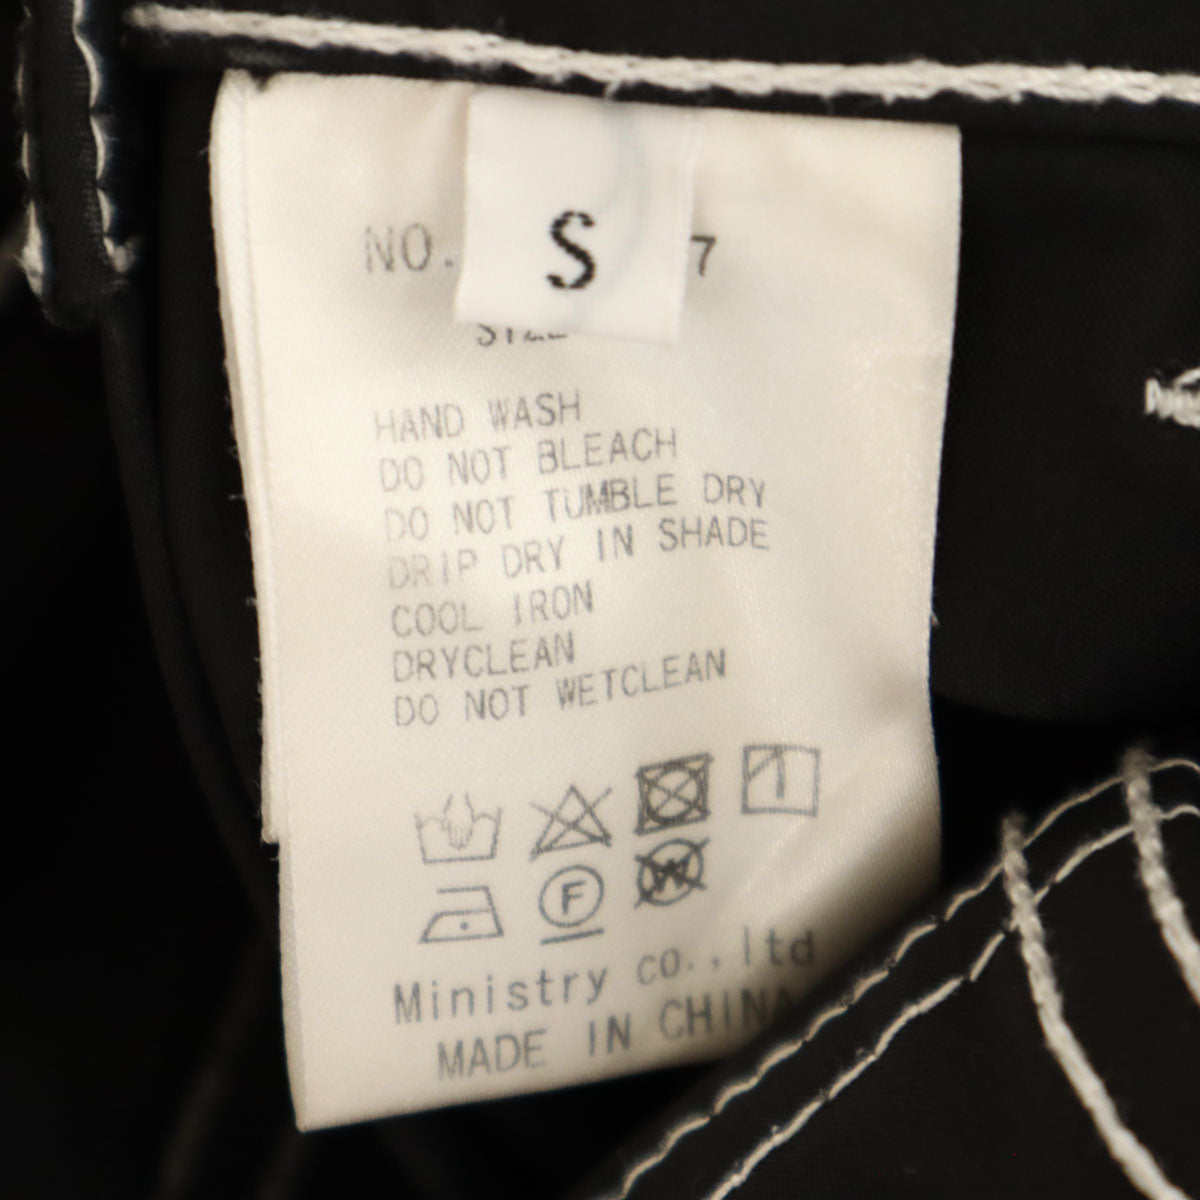 S
NO. 7
SIZE
HAND WASH
DO NOT BLEACH
DO NOT TUMBLE DRY
DRIP DRY IN SHADE
COOL IRON
DRYCLEAN
DO NOT WETCLEAN
F
W
Ministry co.,ltd
MADE IN CHINA